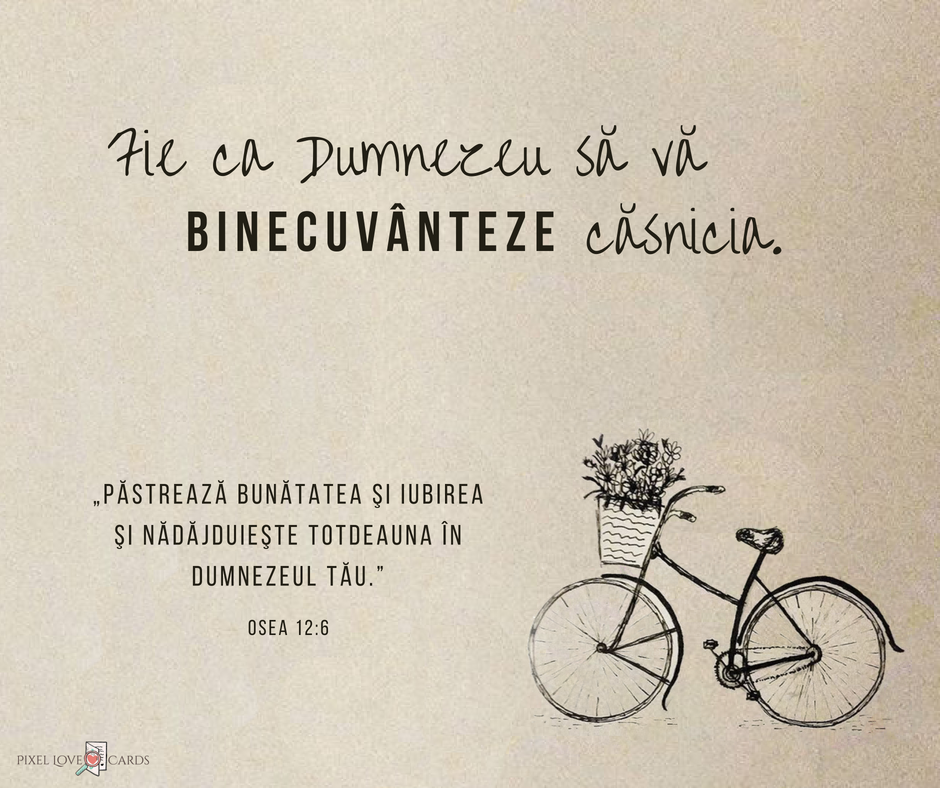 Fie ca Dumnezeu să vă
BINECUVÂNTEZE căsnicia.
„PĂSTREAZĂ BUNĂTATEA ŞI IUBIREA
ŞI NĂDĂJDUIEŞTE TOTDEAUNA ÎN
DUMNEZEUL TĂU.”
OSEA 12:6
PIXEL LOVE CARDS